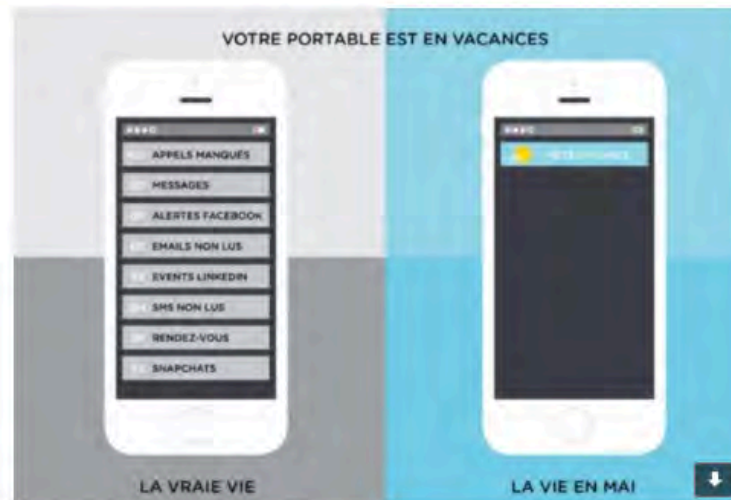 VOTRE PORTABLE EST EN VACANCES
APPELS MANQUÉS
MESSAGES
ALERTES FACEBOOK
EMAILS NON LUS
EVENTS LINKEDIN
SMS NON LUS
RENDEZ-VOUS
SNAPCHATS
LA VRAIE VIE
LA VIE EN MAI